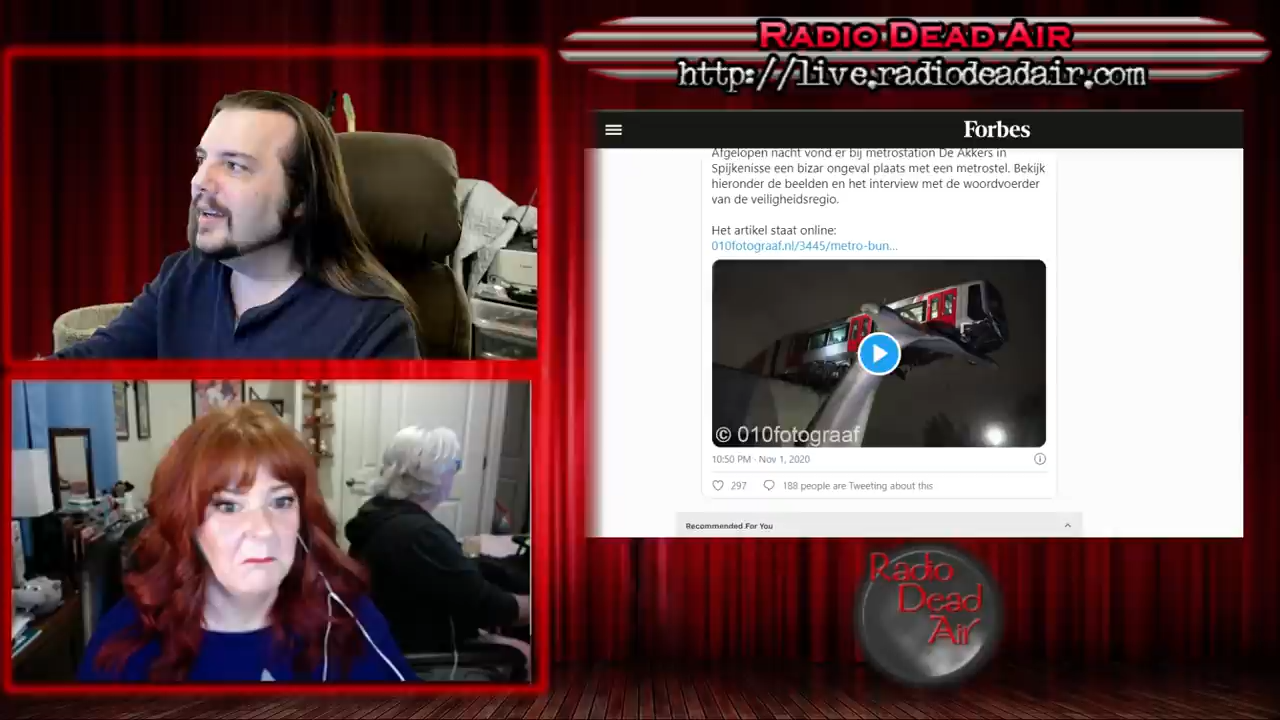 RADIO DEAD AIR
http://live.radiodeadair.com
Forbes
Afgelopen nacht vond er bij metrostation De Akkers in
Spijkenisse een bizar ongeval plaats met een metrostel. Bekijk
hieronder de beelden en het interview met de woordvoerder
van de veiligheidsregio.
Het artikel staat online:
010fotograaf.nl/3445/metro-bun...
© 010fotograaf
10:50 PM · Nov 1, 2020
297
188 people are Tweeting about this
Recommended For You
Radio
Dead
Air